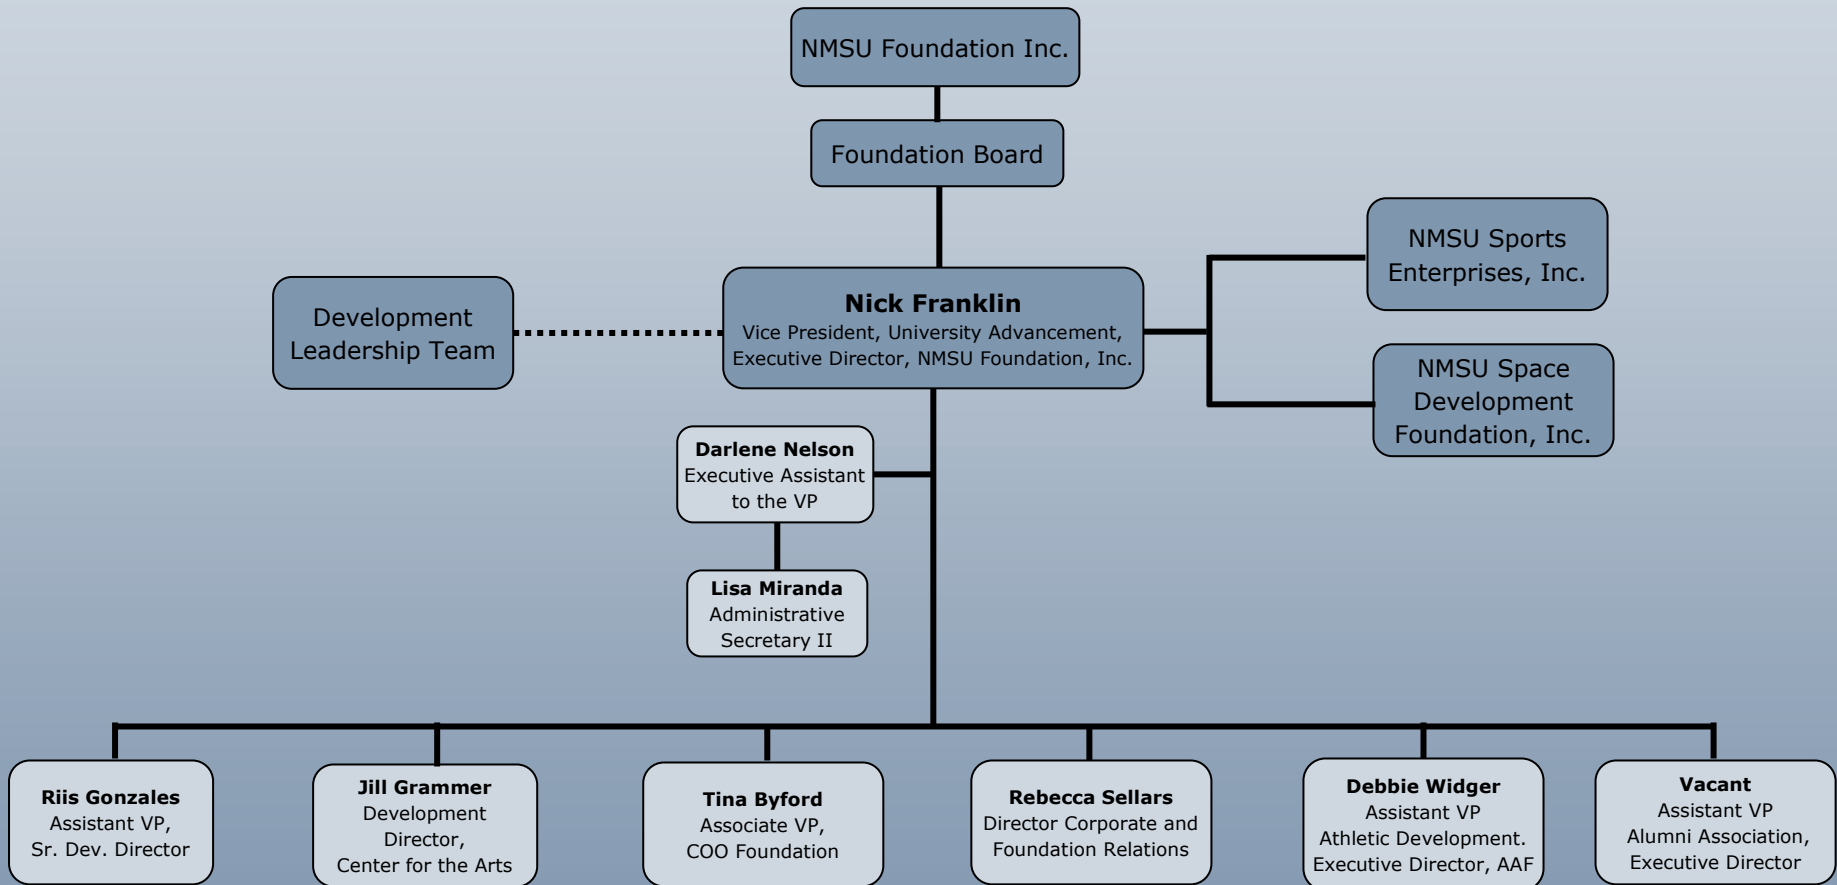 NMSU Foundation Inc.
Foundation Board
NMSU Sports
Enterprises, Inc.
Development
Leadership Team
Nick Franklin
Vice President, University Advancement,
Executive Director, NMSU Foundation, Inc.
NMSU Space
Development
Foundation, Inc.
Darlene Nelson
Executive Assistant
to the VP
Lisa Miranda
Administrative
Secretary II
Riis Gonzales
Assistant VP,
Sr. Dev. Director
Jill Grammer
Development
Director,
Center for the Arts
Tina Byford
Associate VP,
COO Foundation
Rebecca Sellars
Director Corporate and
Foundation Relations
Debbie Widger
Assistant VP
Athletic Development.
Executive Director, AAF
Vacant
Assistant VP
Alumni Association,
Executive Director